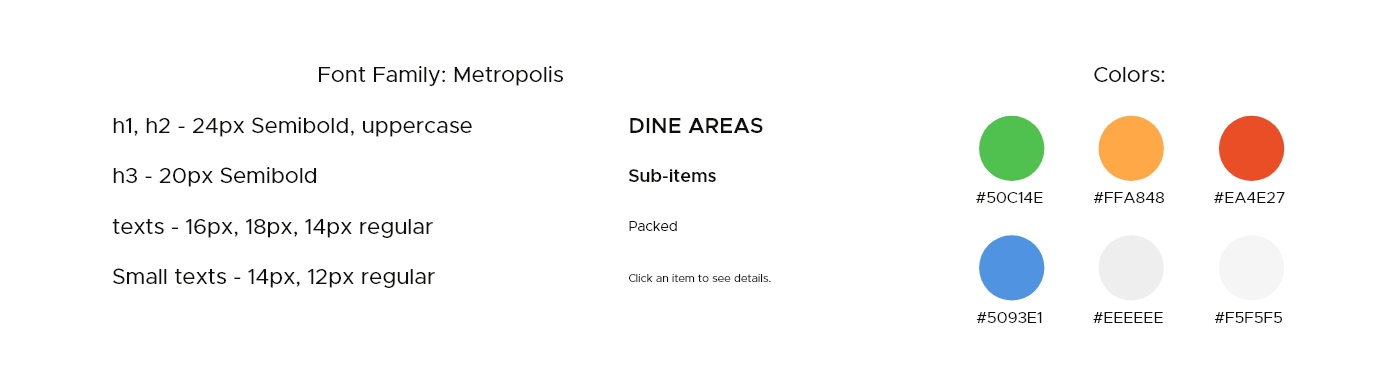 Font Family: Metropolis
h1, h2 - 24px Semibold, uppercase
h3 - 20px Semibold
texts - 16px, 18px, 14px regular
Small texts - 14px, 12px regular
DINE AREAS
Sub-items
Packed
Click an item to see details.
Colors:
#50C14E
#FFA848
#EA4E27
#5093E1
#EEEEEE
#F5F5F5